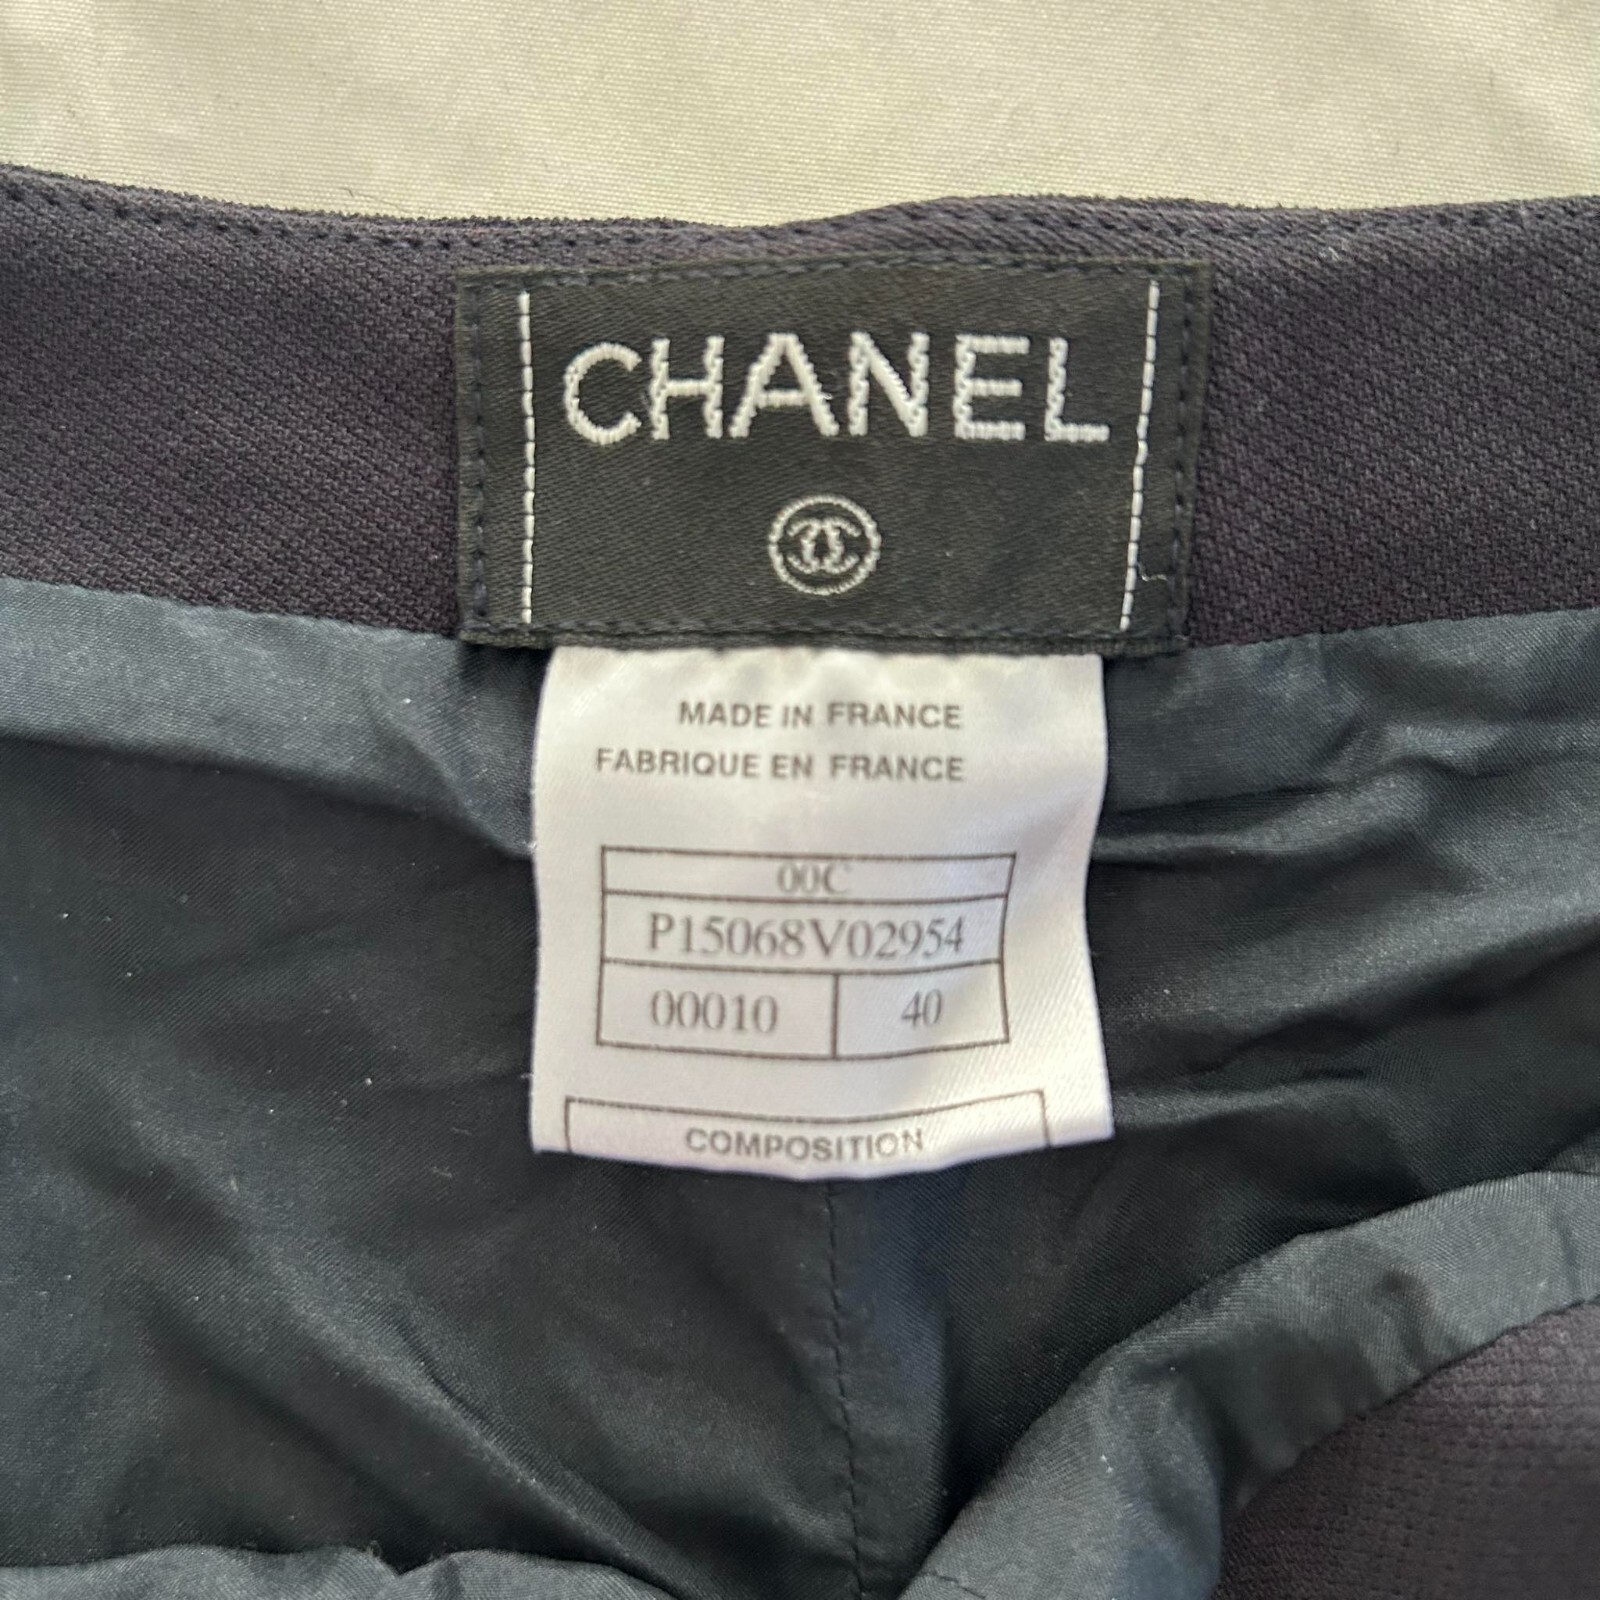 CHANEL
MADE IN FRANCE
FABRIQUE EN FRANCE
00C
P15068V02954
00010 40
COMPOSITION